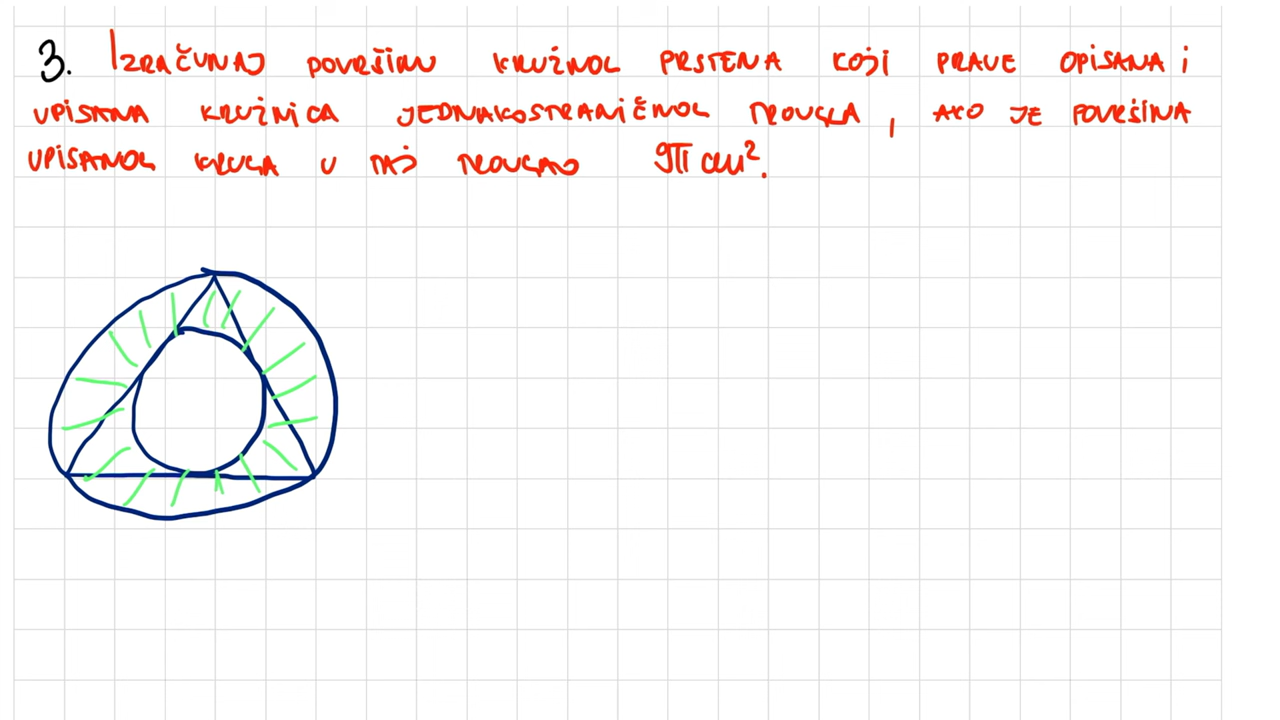 3. IZRAČUNAJ POVRŠINU KRUŽNOG PRSTENA KOJI PRAVE OPISANA I
UPISANA KRUŽNICA JEDNAKOSTRANIČNOG TROUGLA, AKO JE POVRŠINA
UPISANOG KRUGA U TAJ TROUGAO 9π cm².